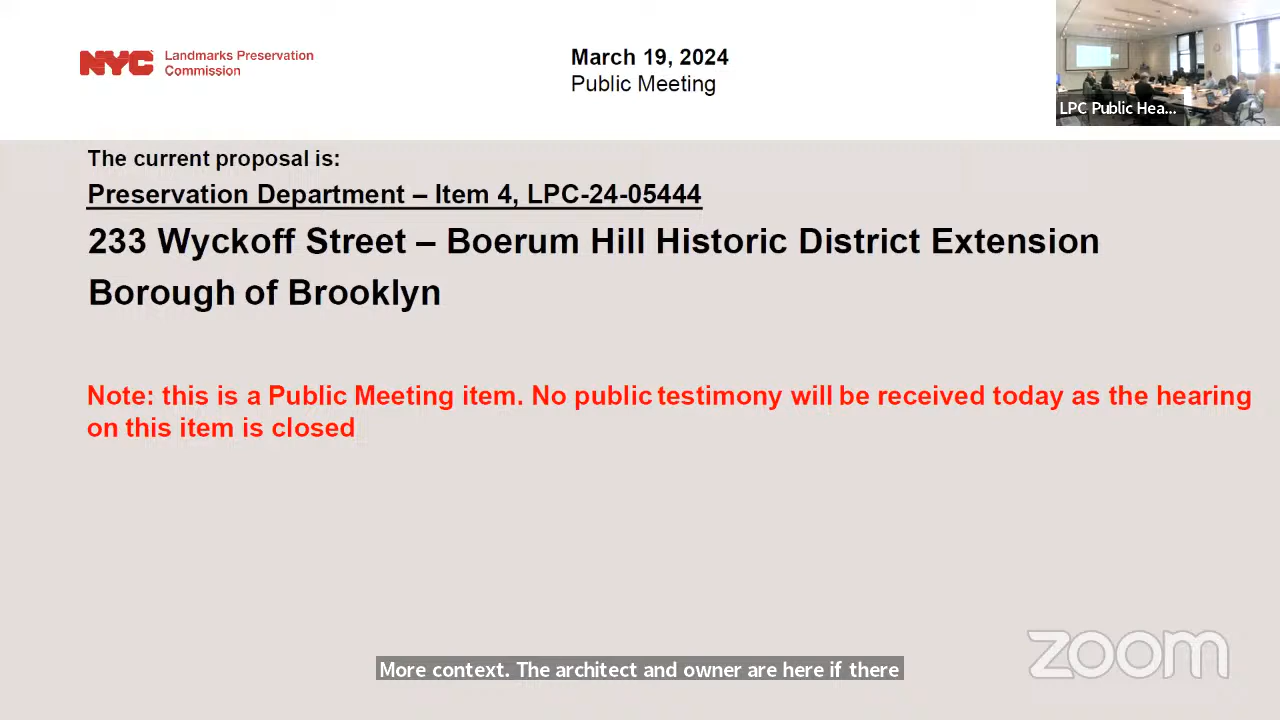 NYC Landmarks Preservation
Commission
March 19, 2024
Public Meeting
LPC Public Hea...
The current proposal is:
Preservation Department – Item 4, LPC-24-05444
233 Wyckoff Street – Boerum Hill Historic District Extension
Borough of Brooklyn
Note: this is a Public Meeting item. No public testimony will be received today as the hearing
on this item is closed
zoom
More context. The architect and owner are here if there